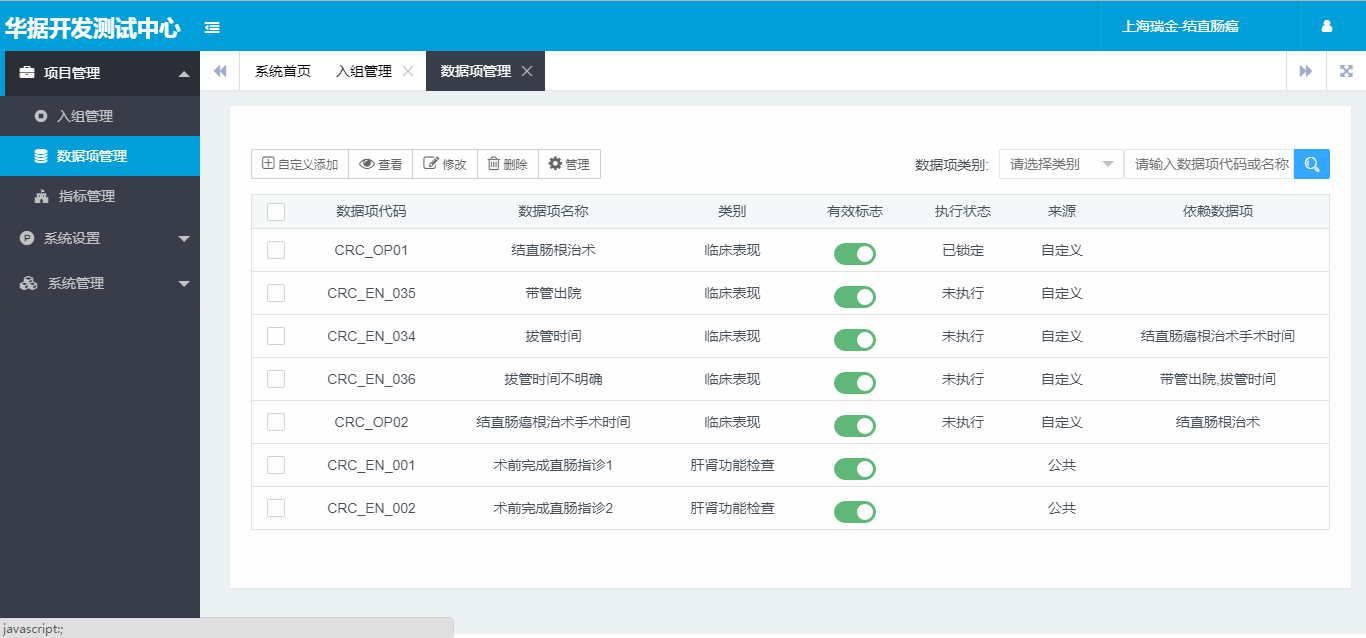 华据开发测试中心
上海瑞金-结直肠癌
项目管理
入组管理
数据项管理
指标管理
系统设置
系统管理
系统首页 入组管理 数据项管理
自定义添加 查看 修改 删除 管理
数据项类别: 请选择类别 请输入数据项代码或名称
数据项代码 数据项名称 类别 有效标志 执行状态 来源 依赖数据项
CRC_OP01 结直肠根治术 临床表现 已锁定 自定义
CRC_EN_035 带管出院 临床表现 未执行 自定义
CRC_EN_034 拔管时间 临床表现 未执行 自定义 结直肠癌根治术手术时间
CRC_EN_036 拔管时间不明确 临床表现 未执行 自定义 带管出院,拔管时间
CRC_OP02 结直肠癌根治术手术时间 临床表现 未执行 自定义 结直肠根治术
CRC_EN_001 术前完成直肠指诊1 肝肾功能检查 公共
CRC_EN_002 术前完成直肠指诊2 肝肾功能检查 公共
javascript:;